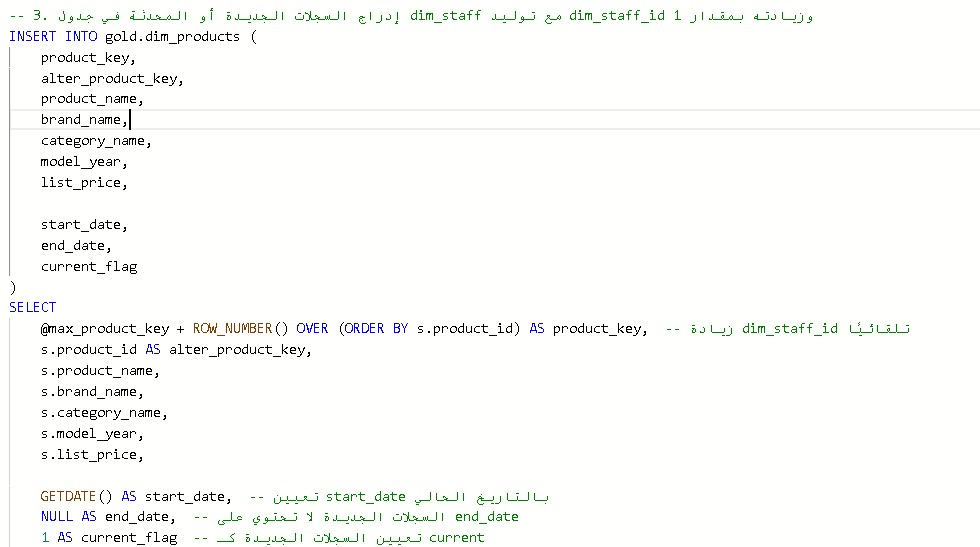 -- 3. إدراج السجلات الجديدة أو المحدثة في جدول dim_staff مع توليد dim_staff_id وزيادته بمقدار 1
INSERT INTO gold.dim_products (
product_key,
alter_product_key,
product_name,
brand_name,
category_name,
model_year,
list_price,
start_date,
end_date,
current_flag
)
SELECT
@max_product_key + ROW_NUMBER() OVER (ORDER BY s.product_id) AS product_key, -- زيادة dim_staff_id تلقائيًا
s.product_id AS alter_product_key,
s.product_name,
s.brand_name,
s.category_name,
s.model_year,
s.list_price,
GETDATE() AS start_date, -- تعيين start_date بالتاريخ الحالي
NULL AS end_date, -- السجلات الجديدة لا تحتوي على end_date
1 AS current_flag -- تعيين السجلات الجديدة كـ current